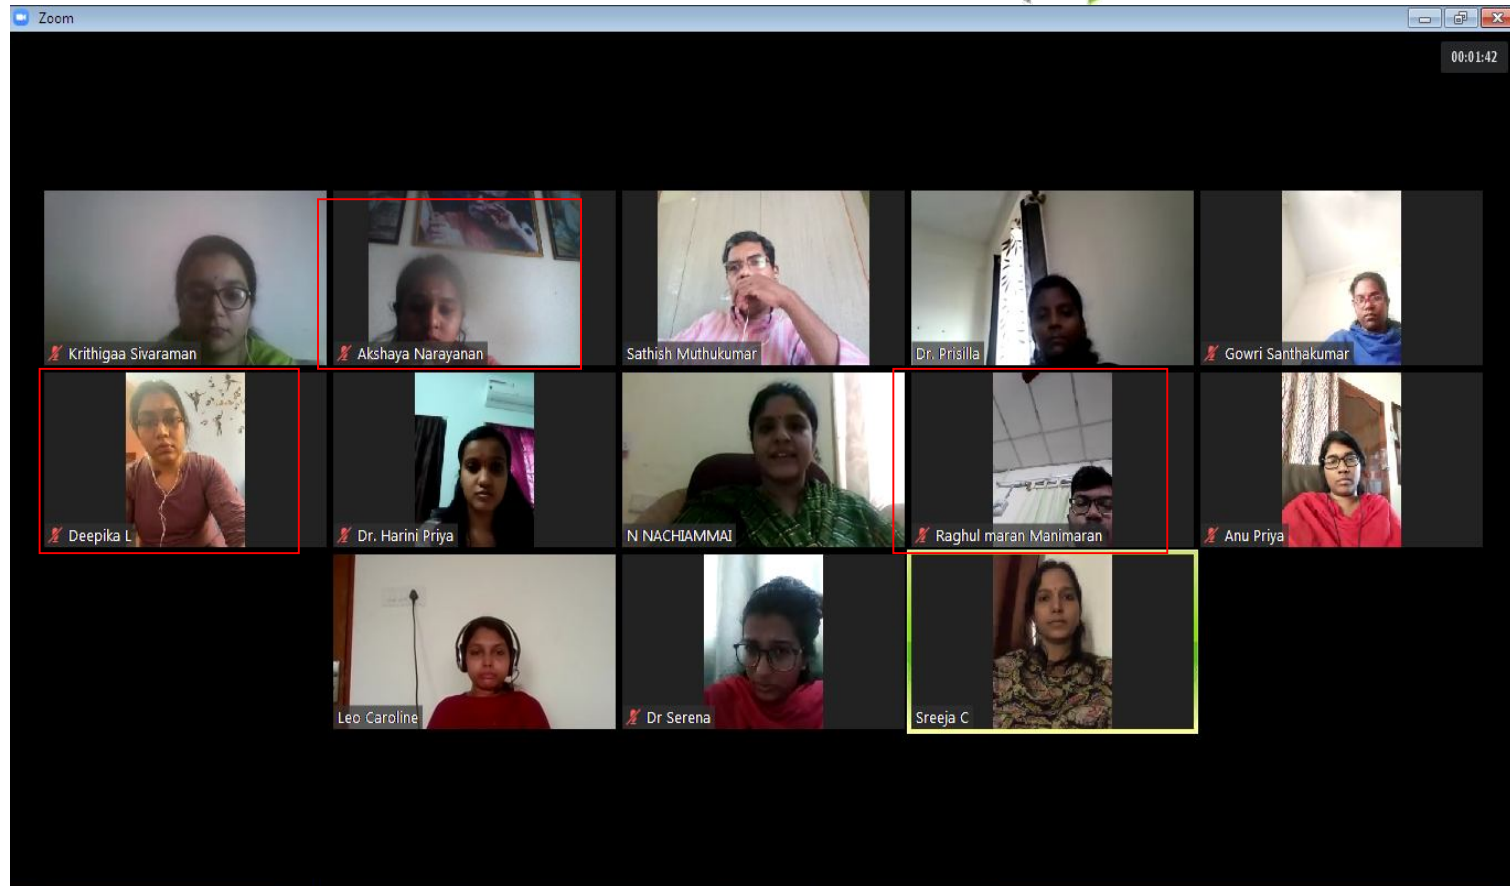 Zoom
00:01:42
Krithigaa Sivaraman
Akshaya Narayanan
Sathish Muthukumar
Dr. Prisilla
Gowri Santhakumar
Deepika L
Dr. Harini Priya
N NACHIAMMAI
Raghul maran Manimaran
Anu Priya
Leo Caroline
Dr Serena
Sreeja C